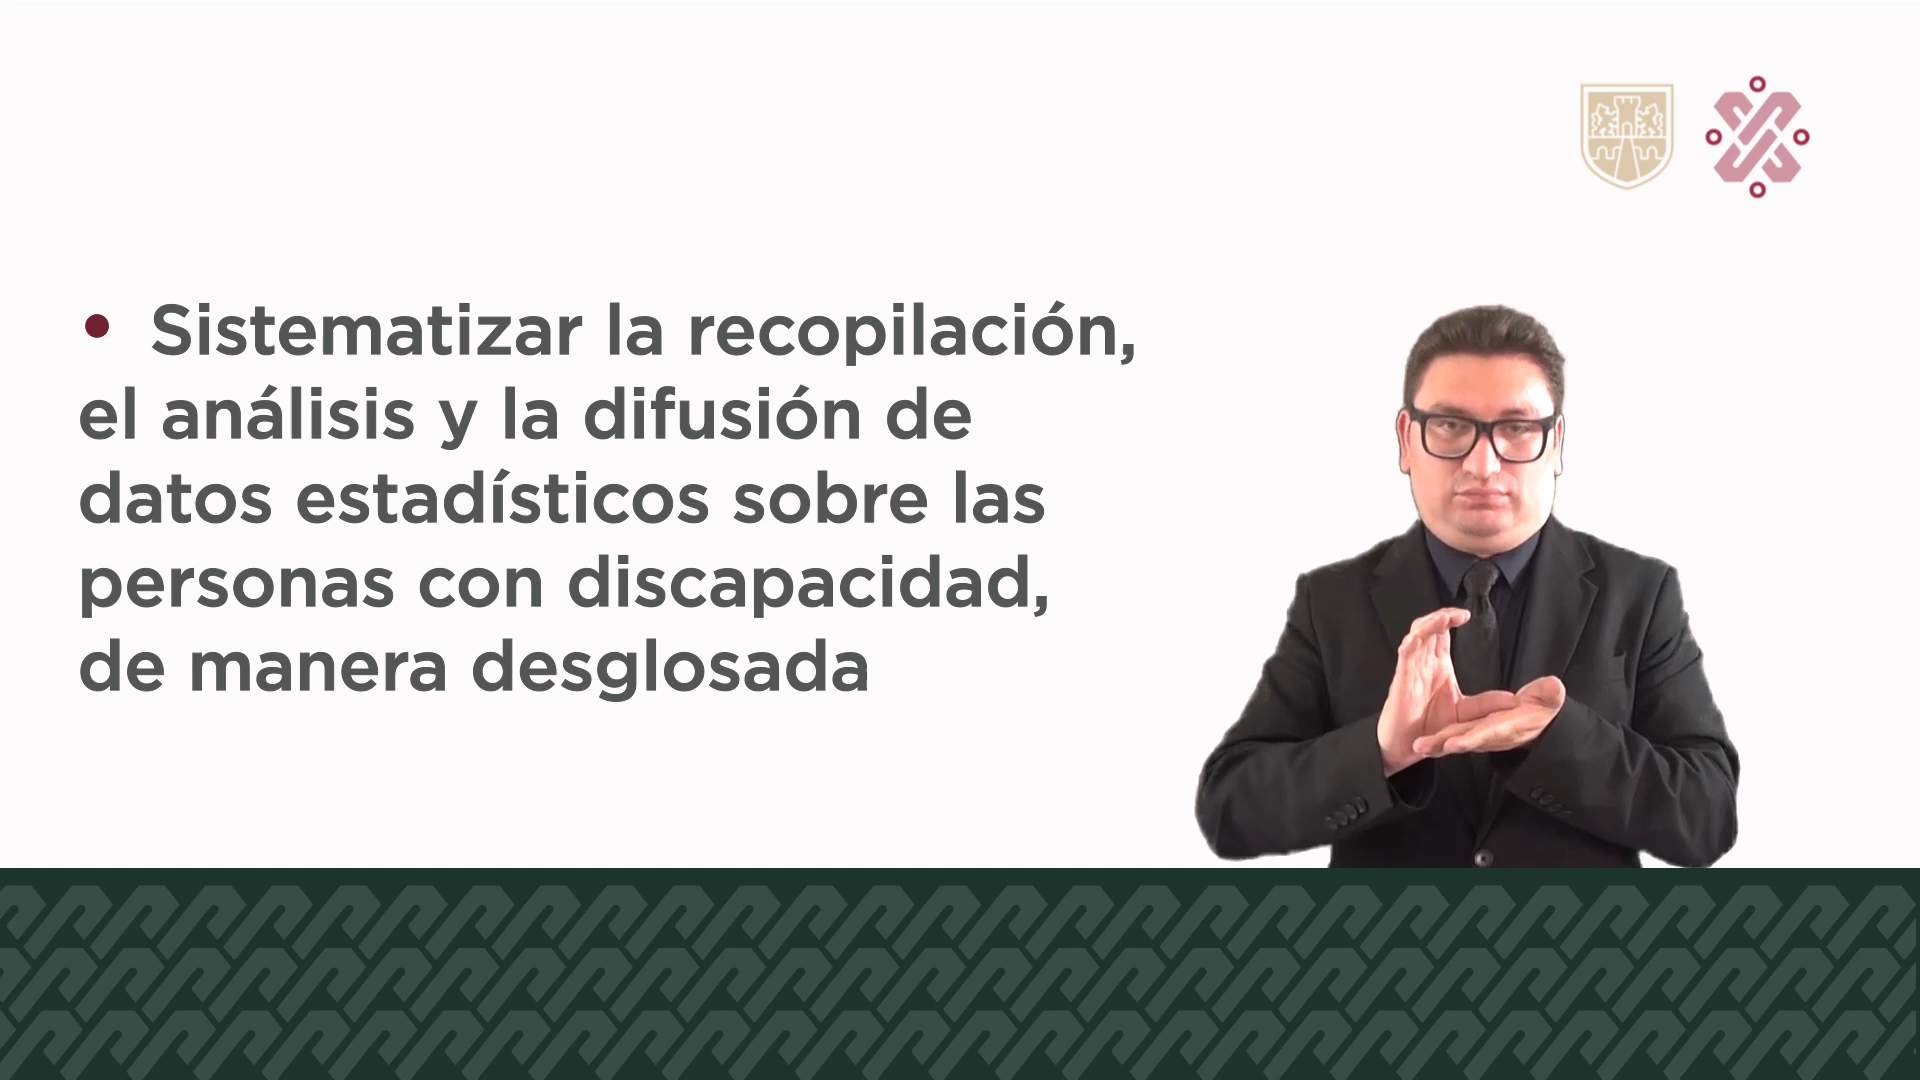 • Sistematizar la recopilación,
el análisis y la difusión de
datos estadísticos sobre las
personas con discapacidad,
de manera desglosada